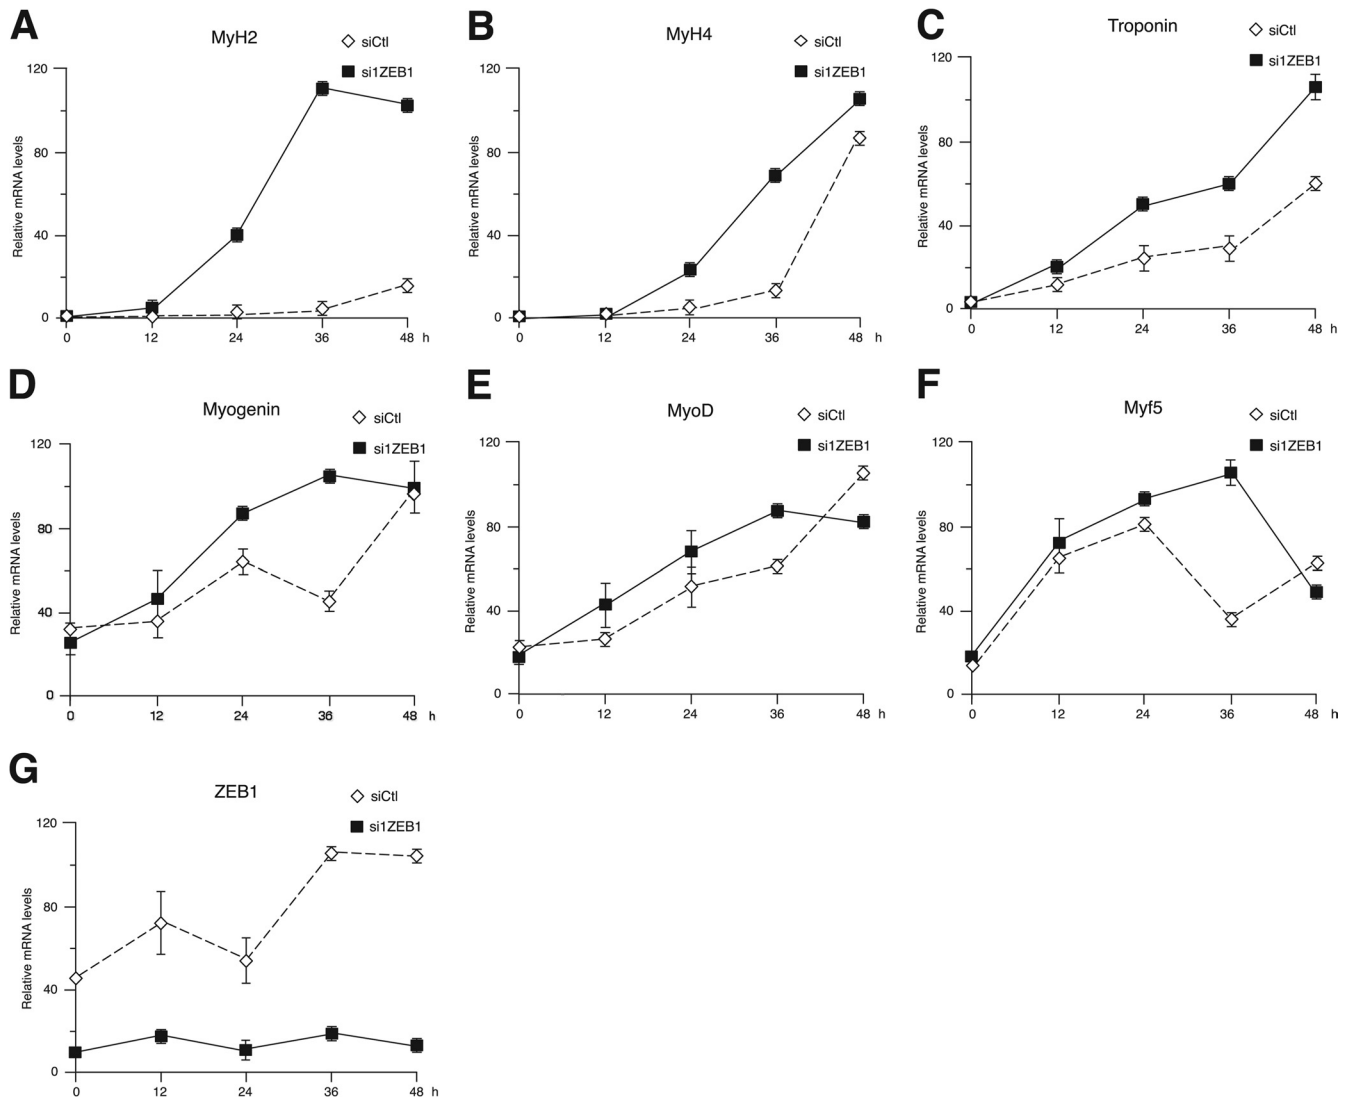 A
MyH2
siCtl
si1ZEB1
Relative mRNA levels
120
80
40
0
0 12 24 36 48 h
B
MyH4
siCtl
si1ZEB1
Relative mRNA levels
120
80
40
0
0 12 24 36 48 h
C
Troponin
siCtl
si1ZEB1
Relative mRNA levels
120
80
40
0
0 12 24 36 48 h
D
Myogenin
siCtl
si1ZEB1
Relative mRNA levels
120
80
40
0
0 12 24 36 48 h
E
MyoD
siCtl
si1ZEB1
Relative mRNA levels
120
80
40
0
0 12 24 36 48 h
F
Myf5
siCtl
si1ZEB1
Relative mRNA levels
120
80
40
0
0 12 24 36 48 h
G
ZEB1
siCtl
si1ZEB1
Relative mRNA levels
120
80
40
0
0 12 24 36 48 h